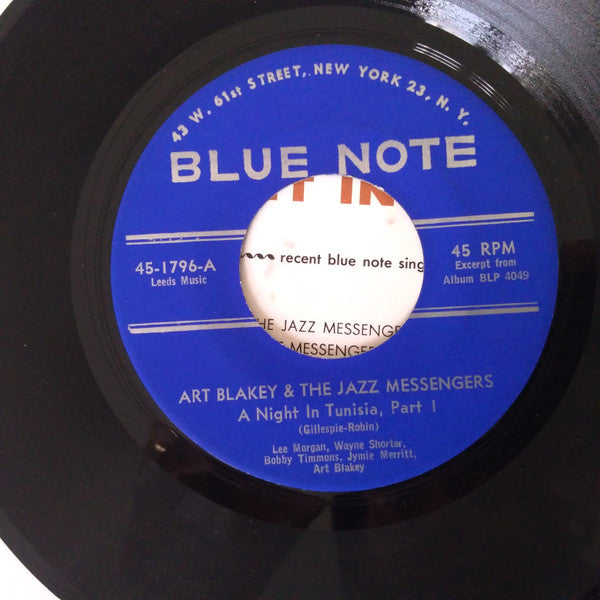 43 W. 61st STREET, NEW YORK 23, N. Y.
BLUE NOTE
IN
recent blue note sing
45-1796-A
Leeds Music
45 RPM
Excerpt from
Album BLP 4049
HE JAZZ MESSENGE
MESSENGE
ART BLAKEY & THE JAZZ MESSENGERS
A Night In Tunisia, Part 1
(Gillespie-Robin)
Lee Morgan, Wayne Shorter,
Bobby Timmons, Jymie Merritt,
Art Blakey